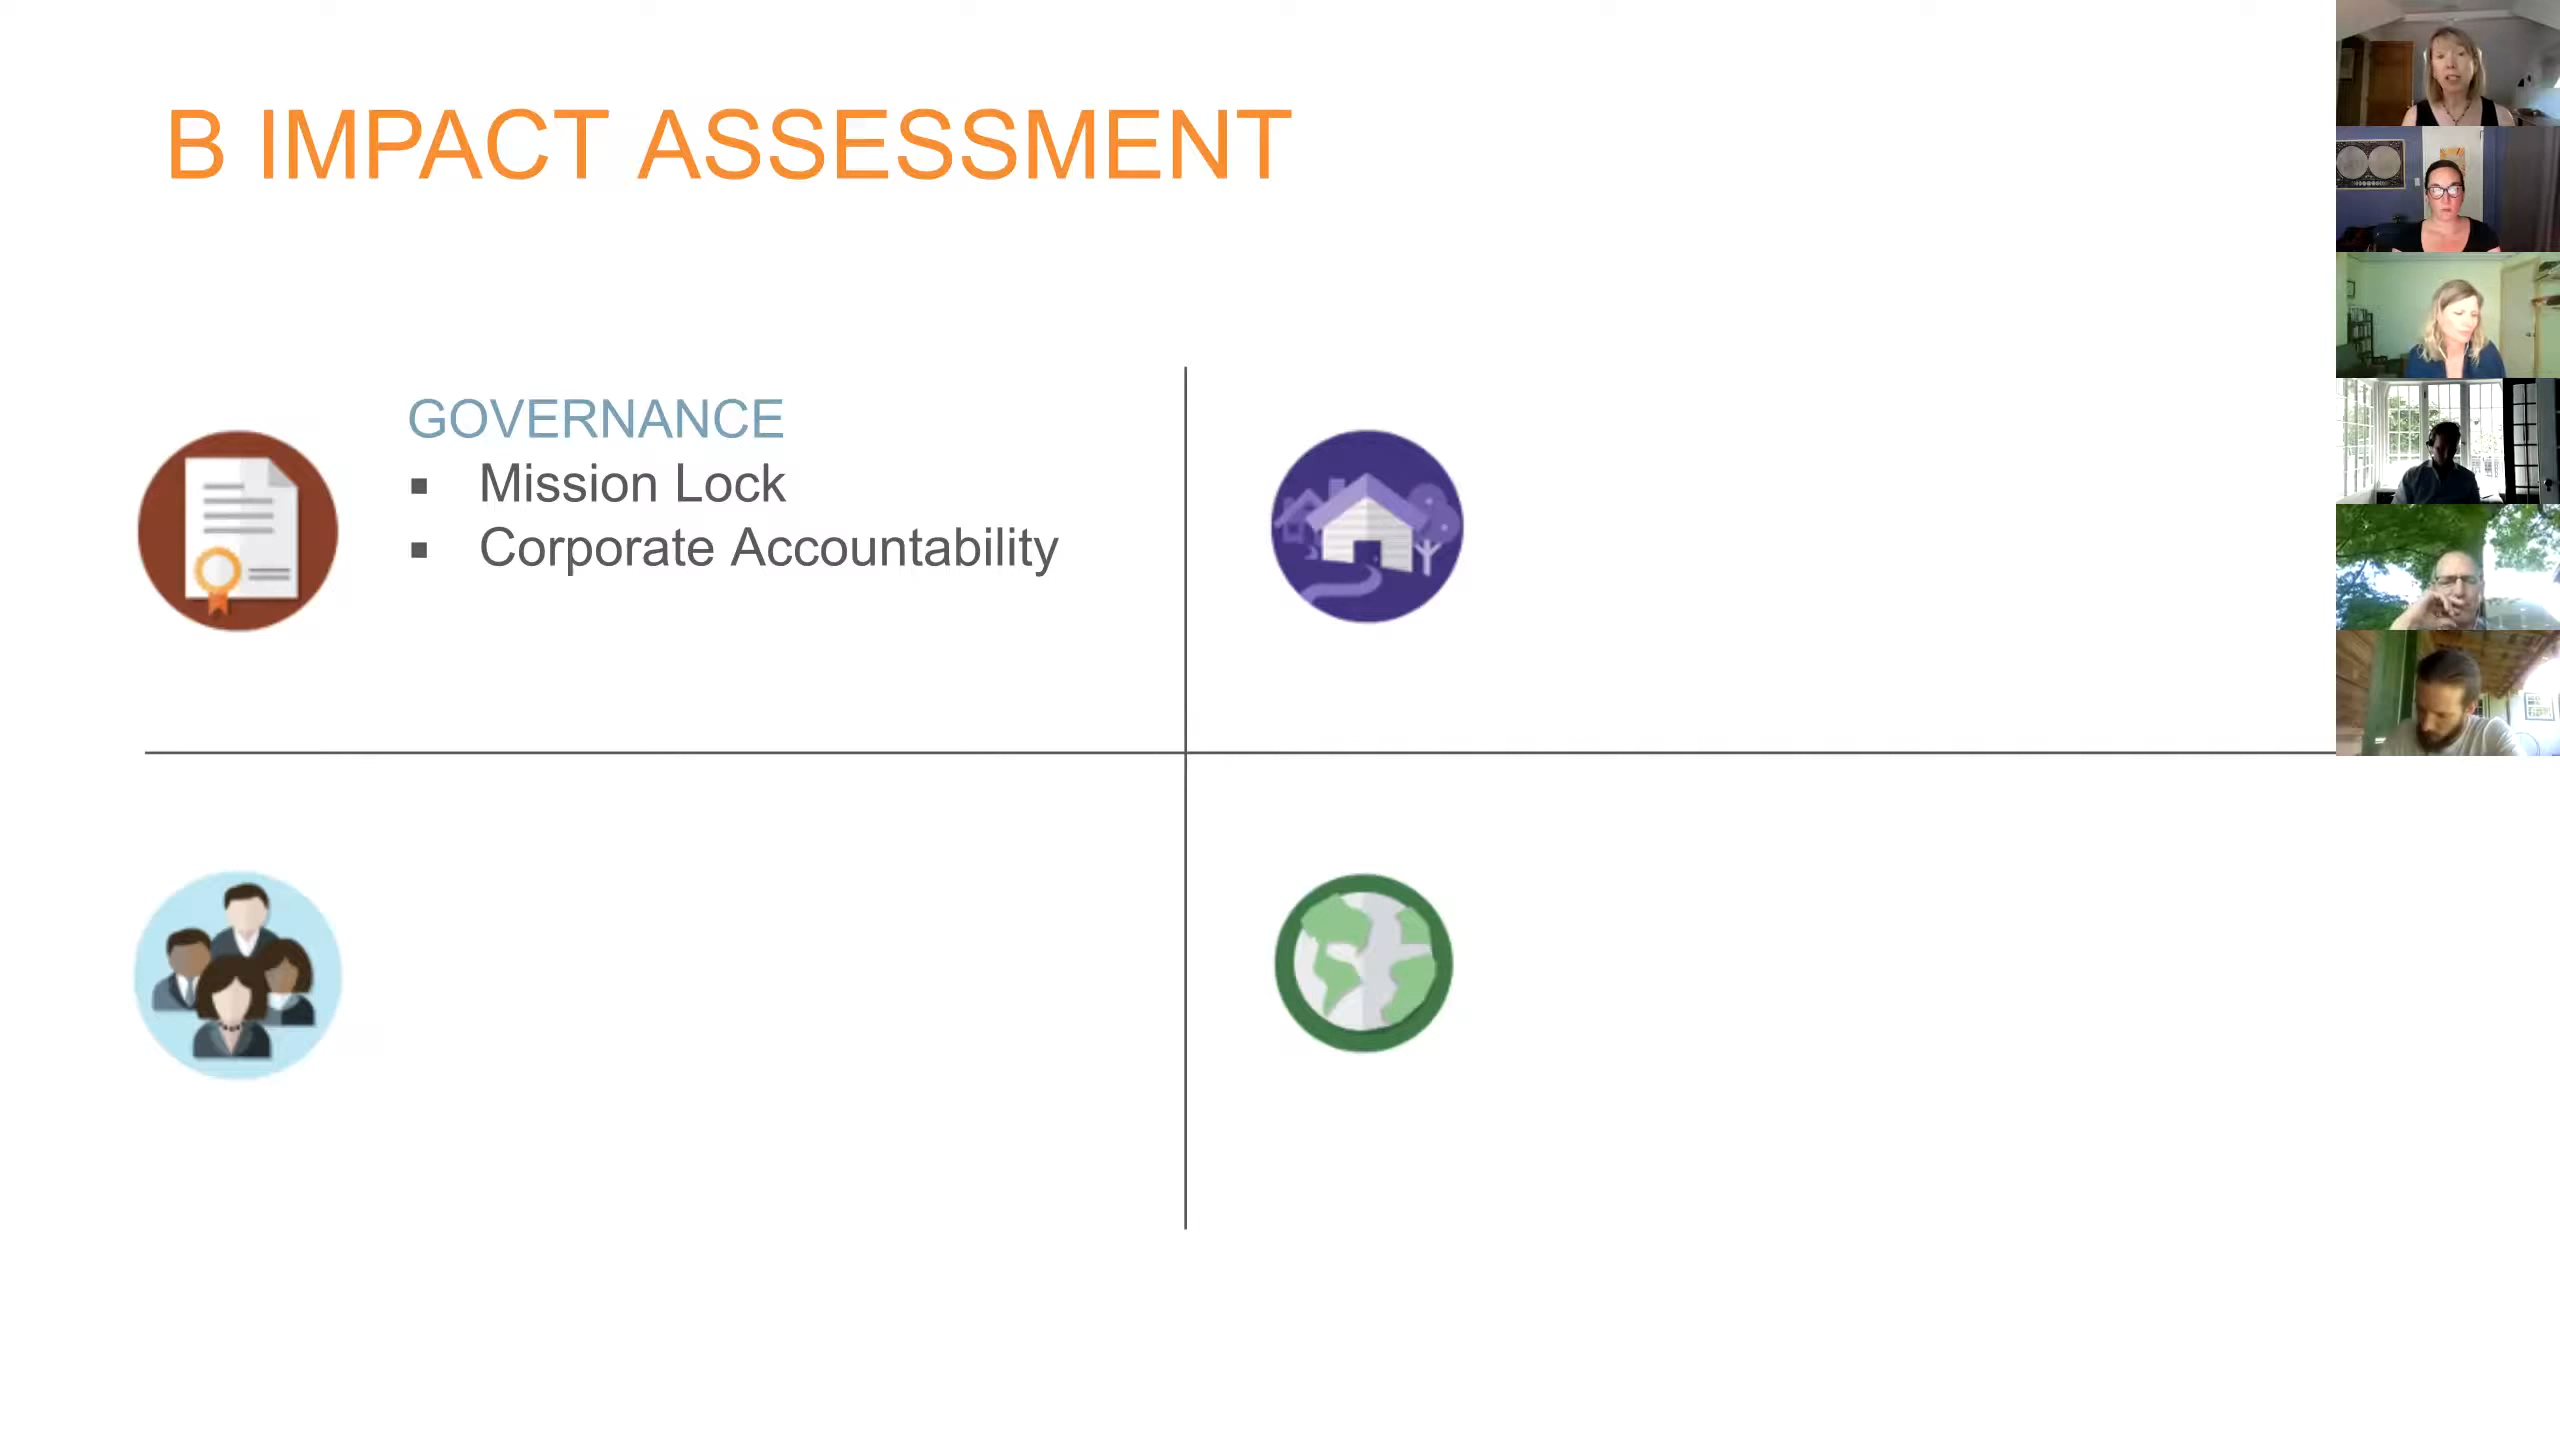 B IMPACT ASSESSMENT
GOVERNANCE
▪ Mission Lock
▪ Corporate Accountability